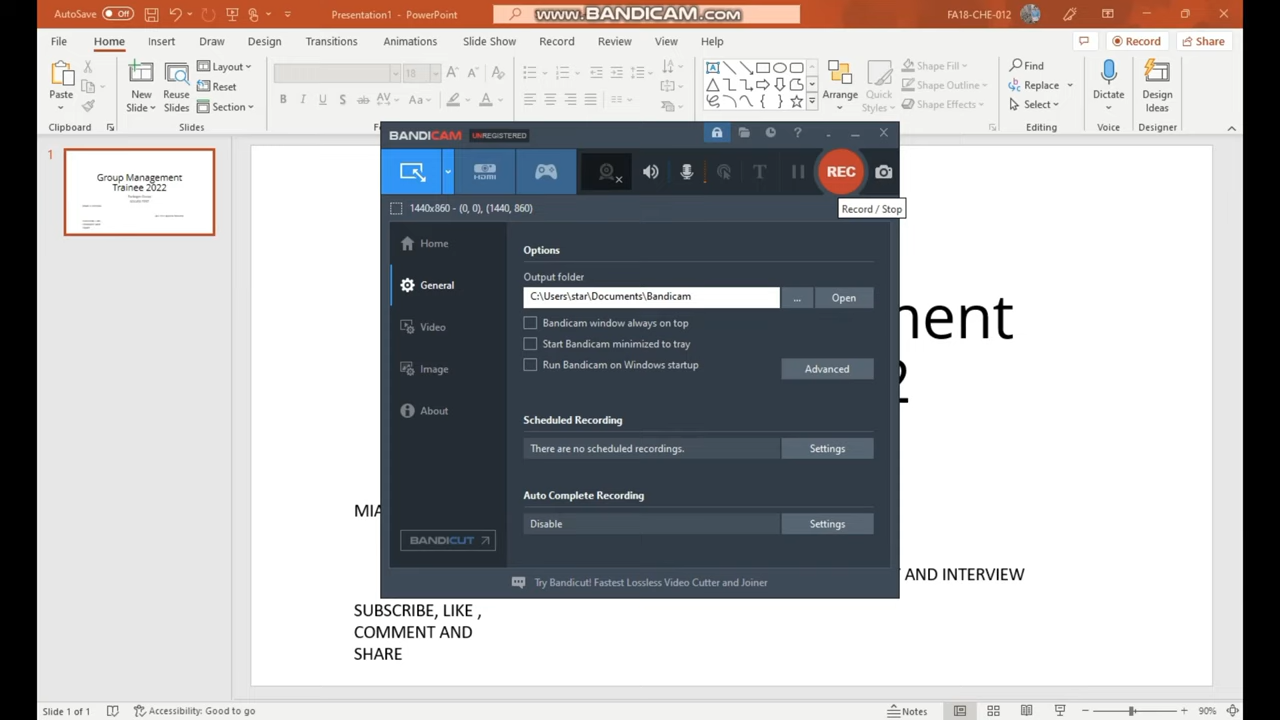 AutoSave Off
Presentation1 - PowerPoint
www.BANDICAM.com
FA18-CHE-012
File Home Insert Draw Design Transitions Animations Slide Show Record Review View Help
Record Share
Paste
Clipboard
New Slide
Reuse Slides
Layout
Reset
Section
Slides
18
Arrange
Quick Styles
Shape Fill
Shape Outline
Shape Effects
Find
Replace
Select
Editing
Dictate
Voice
Design Ideas
Designer
1
Group Management
Trainee 2022
BANDICAM UNREGISTERED
HDMI
REC
Record / Stop
1440x860 - (0, 0), (1440, 860)
Home
General
Video
Image
About
BANDICUT
Options
Output folder
C:\Users\star\Documents\Bandicam
... Open
Bandicam window always on top
Start Bandicam minimized to tray
Run Bandicam on Windows startup
Advanced
Scheduled Recording
There are no scheduled recordings. Settings
Auto Complete Recording
Disable Settings
Try Bandicut! Fastest Lossless Video Cutter and Joiner
ment
2
MIA
AND INTERVIEW
SUBSCRIBE, LIKE ,
COMMENT AND
SHARE
Slide 1 of 1 Accessibility: Good to go
Notes 90%